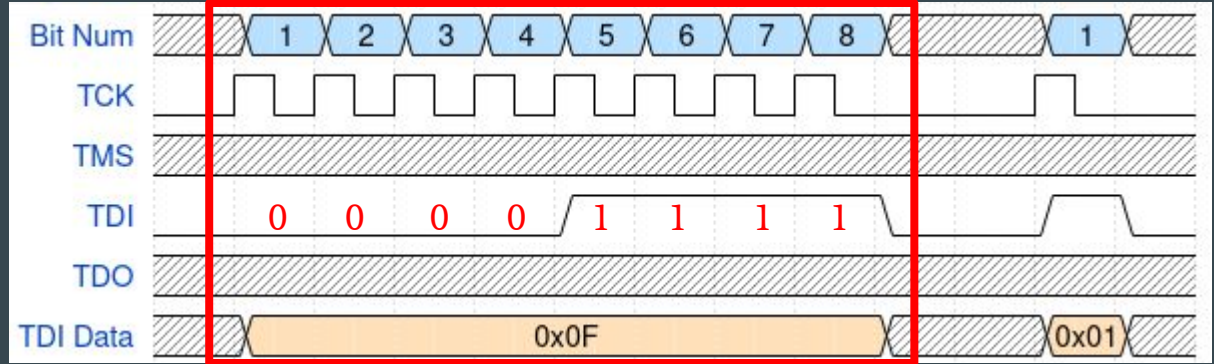 Bit Num 1 2 3 4 5 6 7 8 1
TCK
TMS
TDI 0 0 0 0 1 1 1 1
TDO
TDI Data 0x0F 0x01